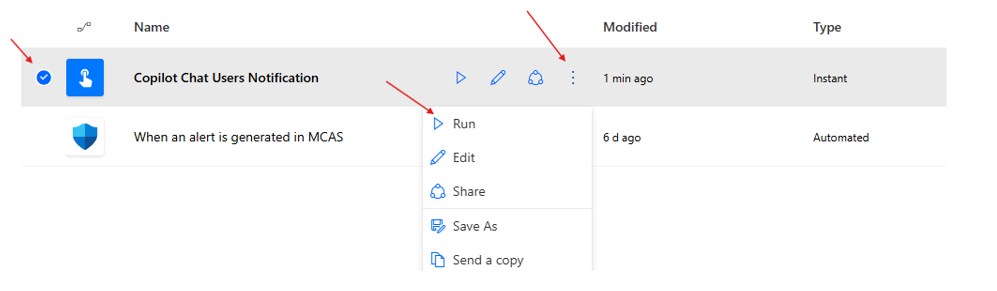 Name Modified Type
Copilot Chat Users Notification 1 min ago Instant
Run
When an alert is generated in MCAS 6 d ago Automated
Edit
Share
Save As
Send a copy